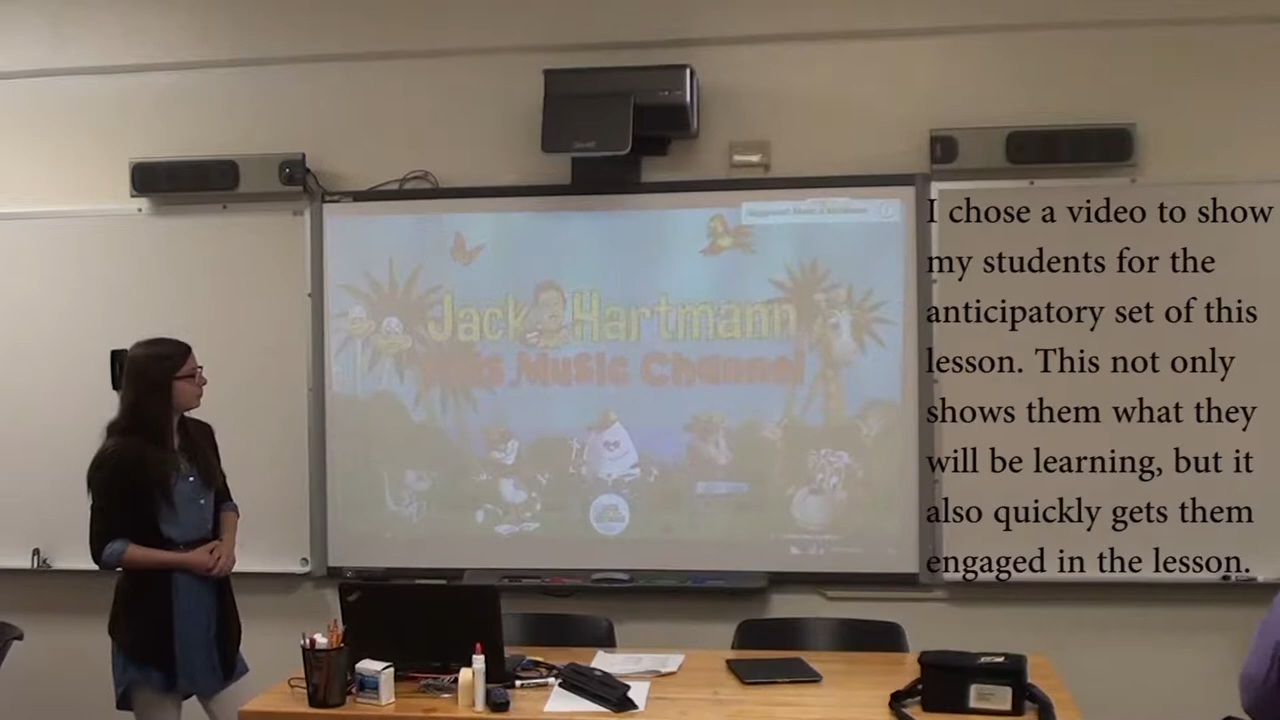 Jack Hartmann
Kids Music Channel
I chose a video to show
my students for the
anticipatory set of this
lesson. This not only
shows them what they
will be learning, but it
also quickly gets them
engaged in the lesson.